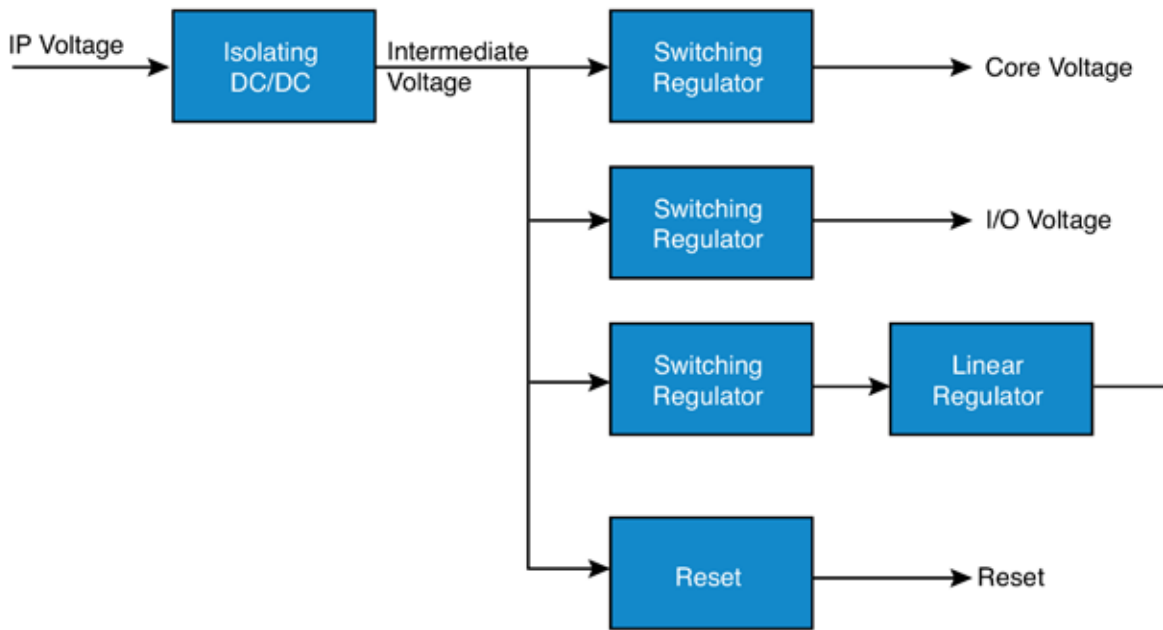 IP Voltage
Isolating
DC/DC
Intermediate
Voltage
Switching
Regulator
Core Voltage
Switching
Regulator
I/O Voltage
Switching
Regulator
Linear
Regulator
Reset
Reset